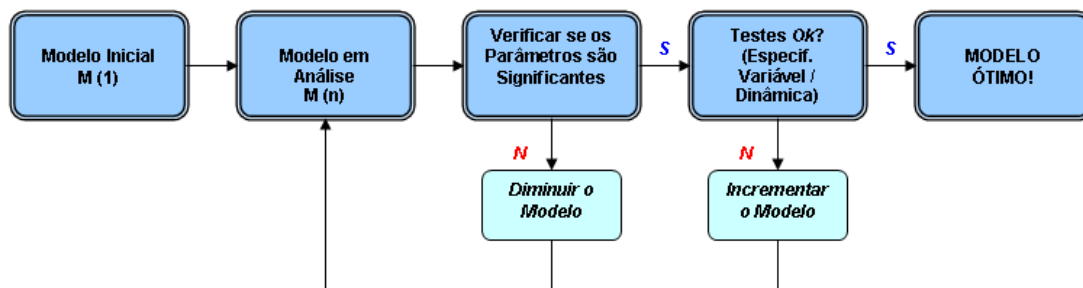 Modelo Inicial
M (1)
Modelo em
Análise
M (n)
Verificar se os
Parâmetros são
Significantes
S
Testes Ok?
(Especif.
Variável /
Dinâmica)
S
MODELO
ÓTIMO!
N
Diminuir o
Modelo
N
Incrementar
o Modelo